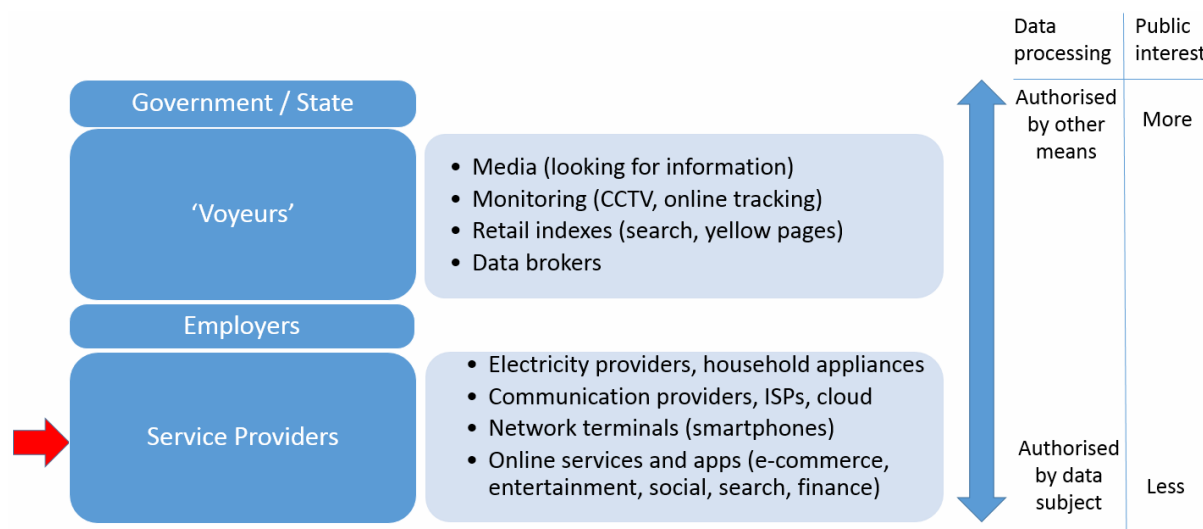 Data processing
Public interest
Government / State
Authorised by other means
More
‘Voyeurs’
• Media (looking for information)
• Monitoring (CCTV, online tracking)
• Retail indexes (search, yellow pages)
• Data brokers
Employers
Service Providers
• Electricity providers, household appliances
• Communication providers, ISPs, cloud
• Network terminals (smartphones)
• Online services and apps (e-commerce,
entertainment, social, search, finance)
Authorised by data subject
Less